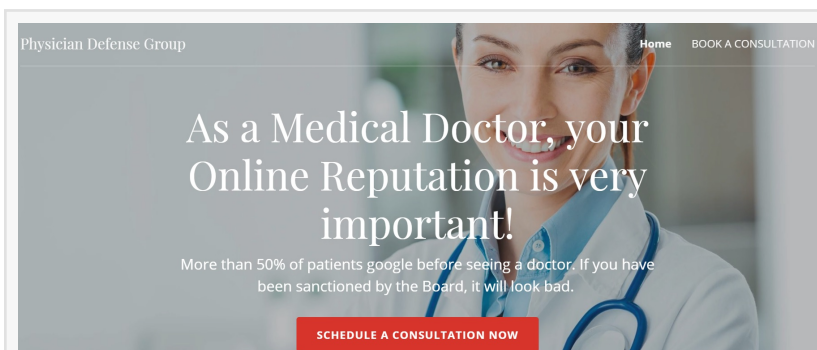 Physician Defense Group
Home BOOK A CONSULTATION
As a Medical Doctor, your
Online Reputation is very
important!
More than 50% of patients google before seeing a doctor. If you have
been sanctioned by the Board, it will look bad.
SCHEDULE A CONSULTATION NOW